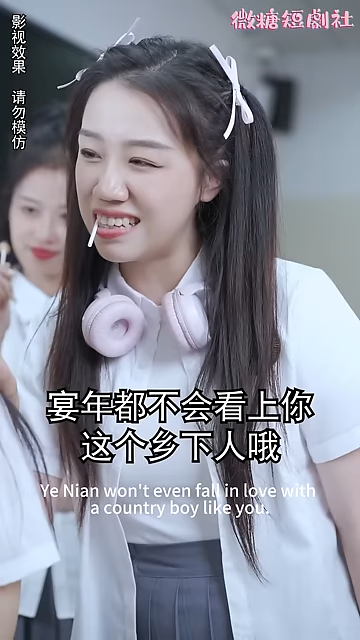 微糖短劇社
影视效果 请勿模仿
宴年都不会看上你
这个乡下人哦
Ye Nian won't even fall in love with
a country boy like you.